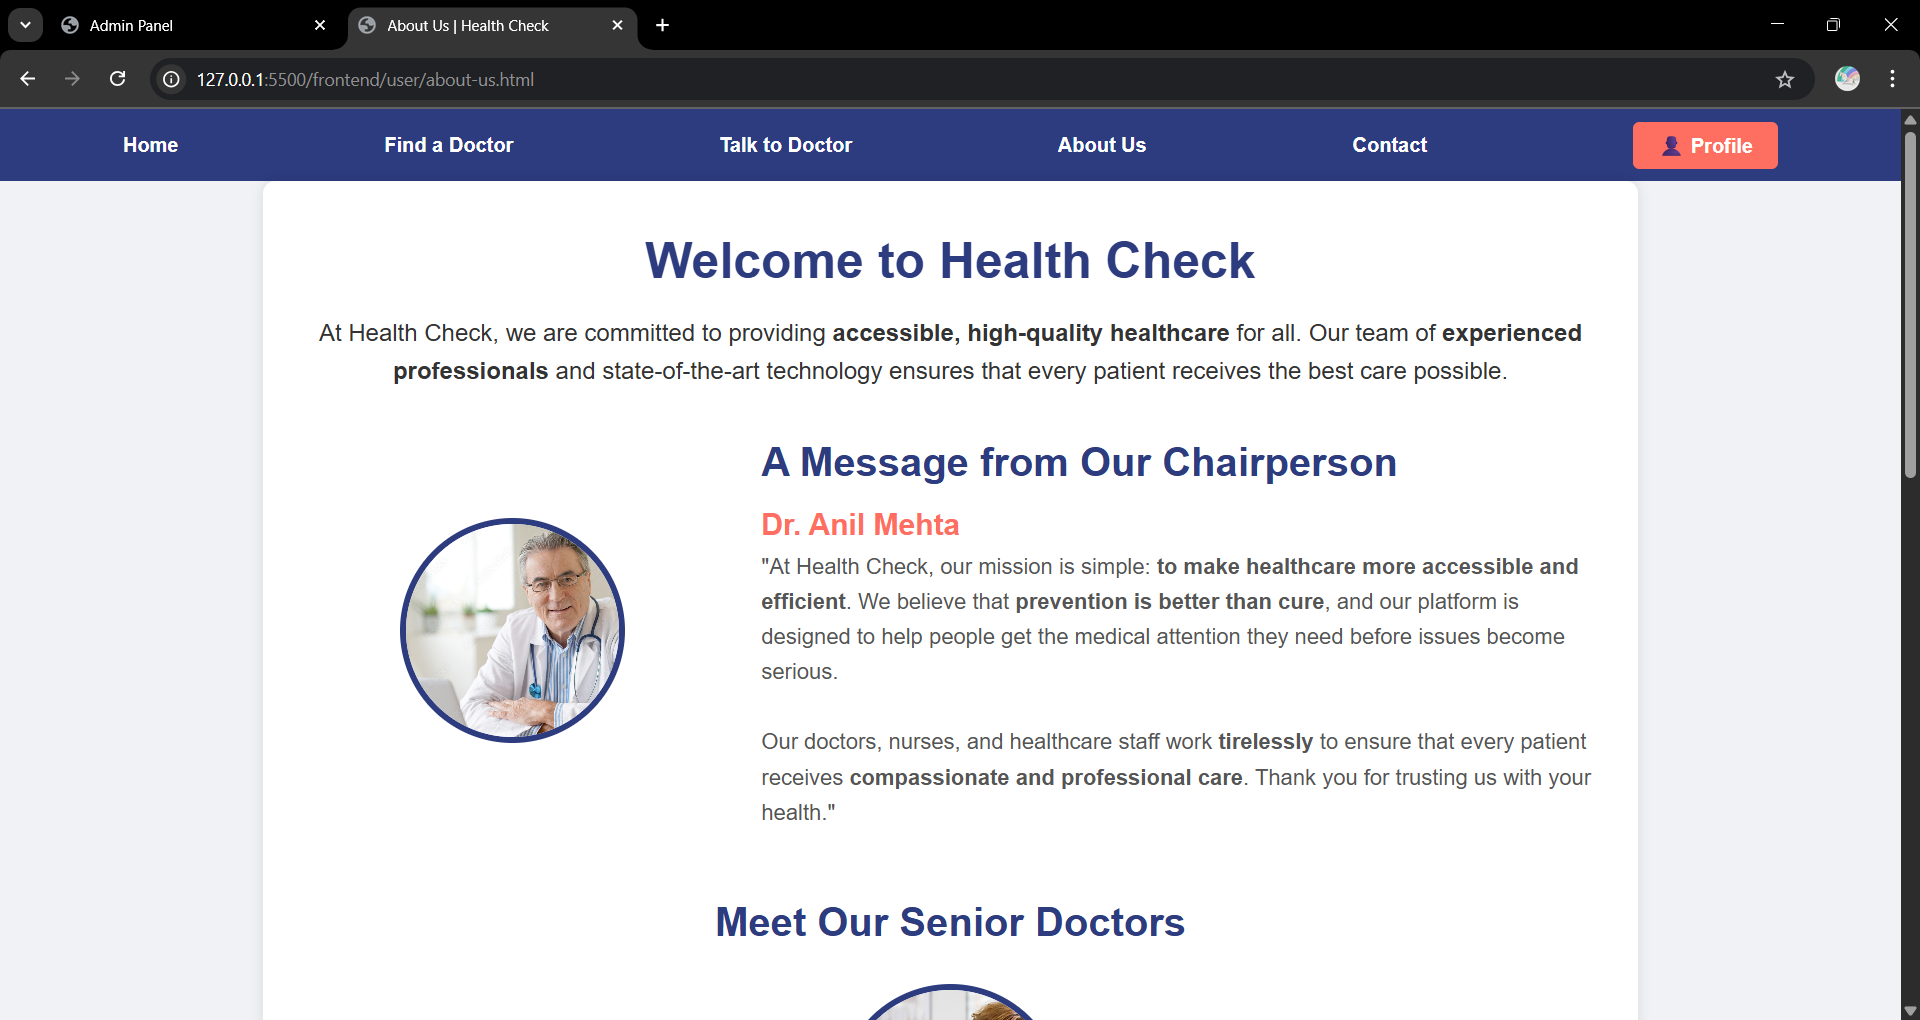 Admin Panel
About Us | Health Check
127.0.0.1:5500/frontend/user/about-us.html
Home
Find a Doctor
Talk to Doctor
About Us
Contact
Profile
Welcome to Health Check
At Health Check, we are committed to providing accessible, high-quality healthcare for all. Our team of experienced
professionals and state-of-the-art technology ensures that every patient receives the best care possible.
A Message from Our Chairperson
Dr. Anil Mehta
"At Health Check, our mission is simple: to make healthcare more accessible and
efficient. We believe that prevention is better than cure, and our platform is
designed to help people get the medical attention they need before issues become
serious.
Our doctors, nurses, and healthcare staff work tirelessly to ensure that every patient
receives compassionate and professional care. Thank you for trusting us with your
health."
Meet Our Senior Doctors